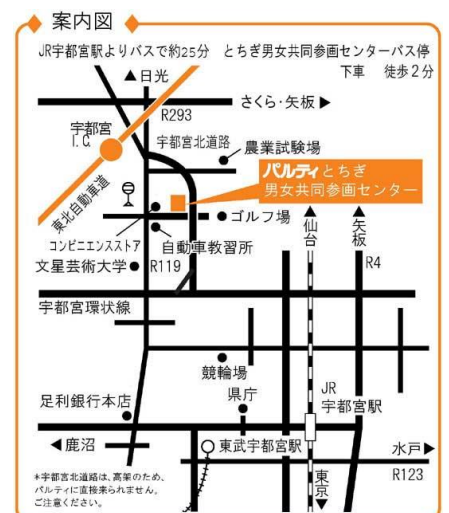 案内図
JR宇都宮駅よりバスで約25分　とちぎ男女共同参画センターバス停
下車　徒歩2分
▲日光
さくら・矢板▶
R293
宇都宮
I.C.
宇都宮北道路
農業試験場
東北自動車道
パルティとちぎ
男女共同参画センター
ゴルフ場
コンビニエンスストア
自動車教習所
文星芸術大学
R119
仙台
矢板
R4
宇都宮環状線
競輪場
県庁
JR
宇都宮駅
足利銀行本店
◀鹿沼
東武宇都宮駅
水戸▶
R123
東京
*宇都宮北道路は、高架のため、
パルティに直接来られません。
ご注意ください。